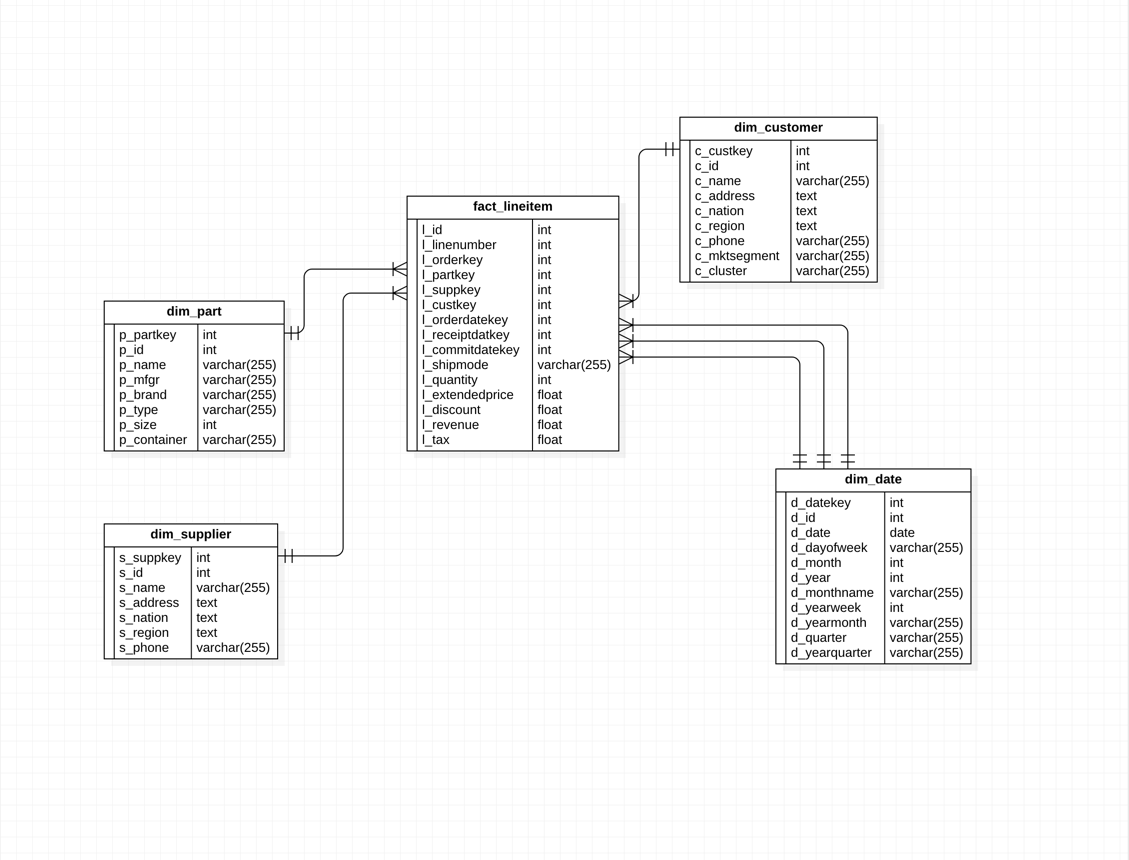 dim_customer
c_custkey int
c_id int
c_name varchar(255)
c_address text
c_nation text
c_region text
c_phone varchar(255)
c_mktsegment varchar(255)
c_cluster varchar(255)
fact_lineitem
l_id int
l_linenumber int
l_orderkey int
l_partkey int
l_suppkey int
l_custkey int
l_orderdatekey int
l_receiptdatkey int
l_commitdatekey int
l_shipmode varchar(255)
l_quantity int
l_extendedprice float
l_discount float
l_revenue float
l_tax float
dim_part
p_partkey int
p_id int
p_name varchar(255)
p_mfgr varchar(255)
p_brand varchar(255)
p_type varchar(255)
p_size int
p_container varchar(255)
dim_date
d_datekey int
d_id int
d_date date
d_dayofweek varchar(255)
d_month int
d_year int
d_monthname varchar(255)
d_yearweek int
d_yearmonth varchar(255)
d_quarter varchar(255)
d_yearquarter varchar(255)
dim_supplier
s_suppkey int
s_id int
s_name varchar(255)
s_address text
s_nation text
s_region text
s_phone varchar(255)